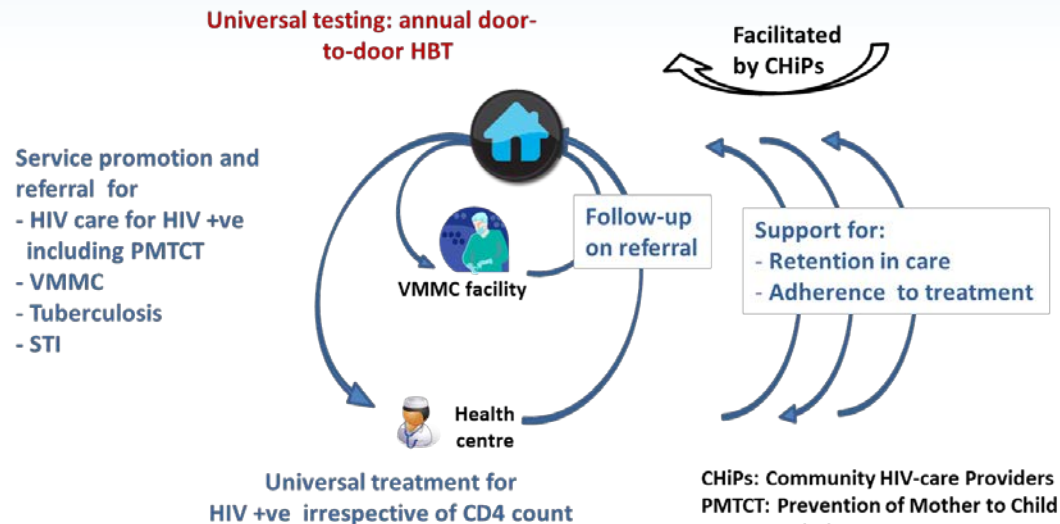 Universal testing: annual door-
to-door HBT
Facilitated
by CHiPs
Service promotion and
referral for
- HIV care for HIV +ve
including PMTCT
- VMMC
- Tuberculosis
- STI
VMMC facility
Follow-up
on referral
Support for:
- Retention in care
- Adherence to treatment
Health
centre
Universal treatment for
HIV +ve irrespective of CD4 count
CHiPs: Community HIV-care Providers
PMTCT: Prevention of Mother to Child